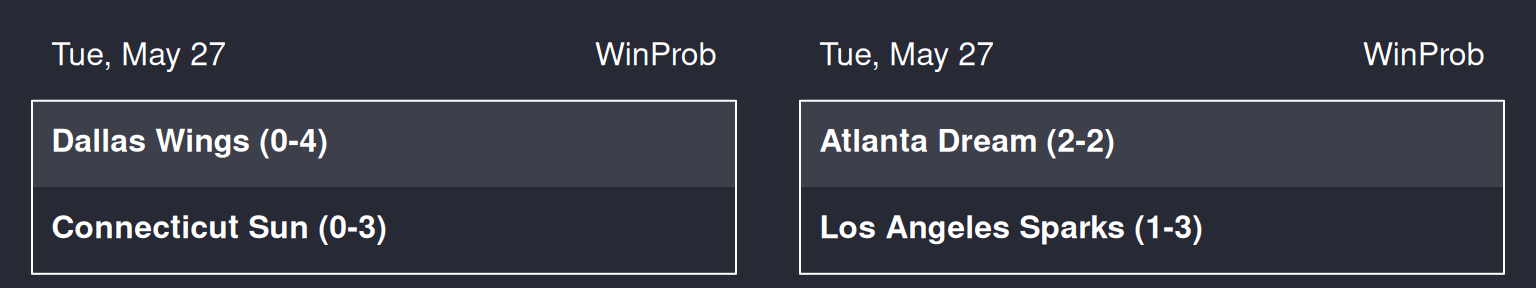 Tue, May 27 WinProb
Dallas Wings (0-4)
Connecticut Sun (0-3)
Tue, May 27 WinProb
Atlanta Dream (2-2)
Los Angeles Sparks (1-3)